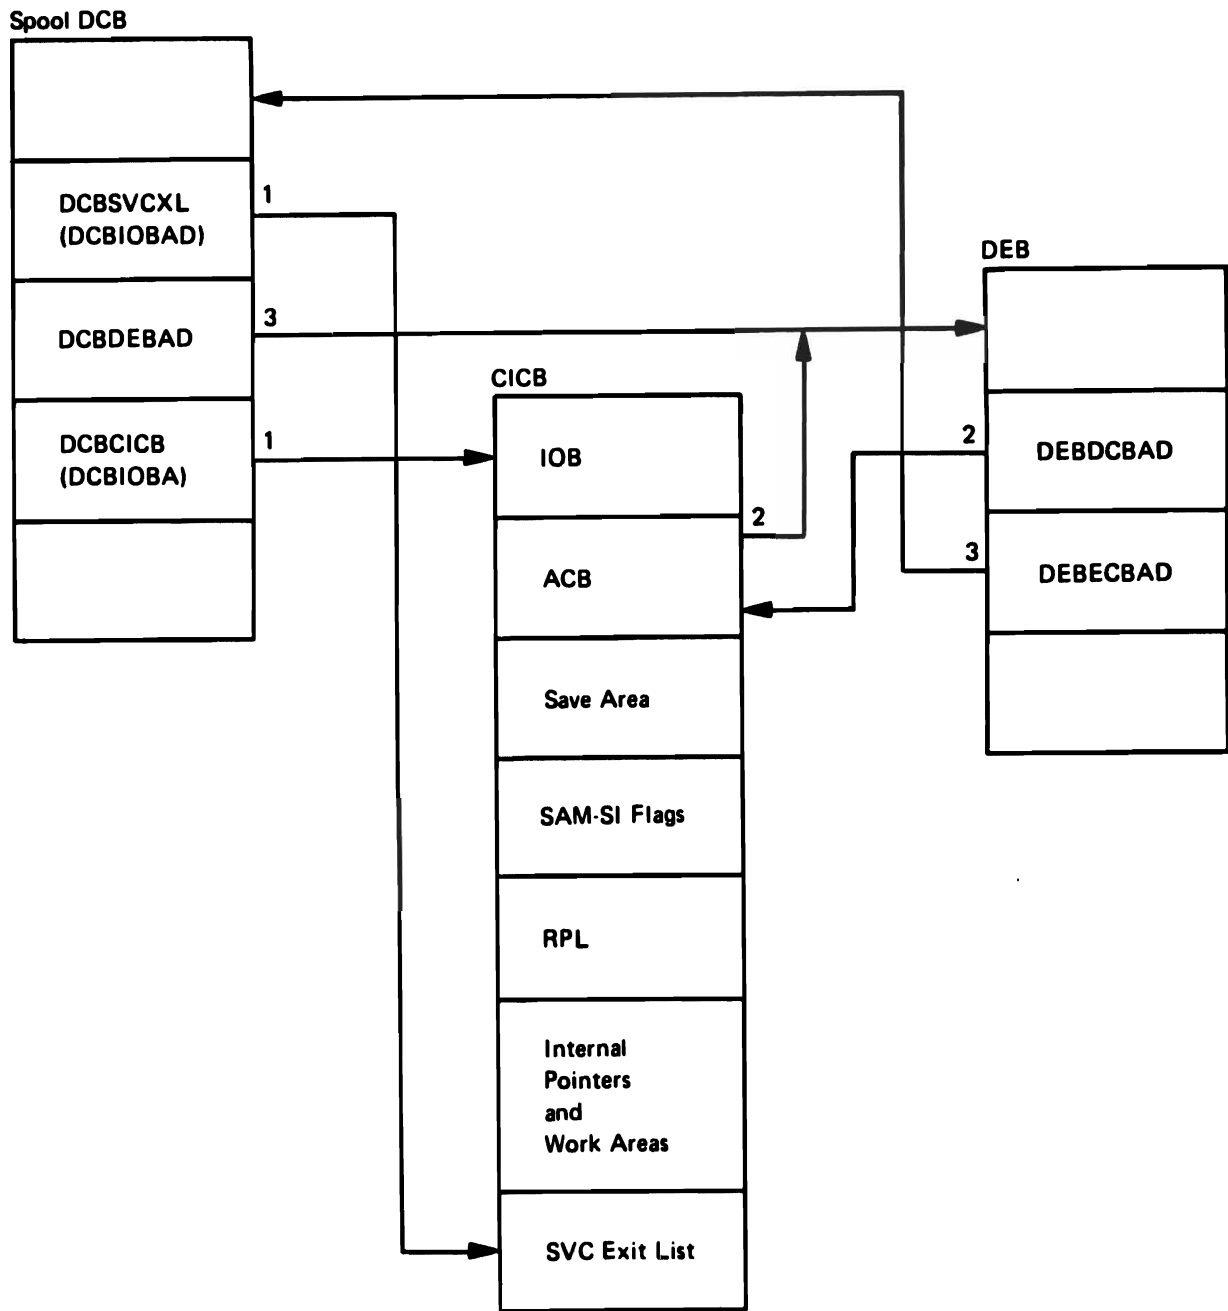 Spool DCB
DCBSVCXL
(DCBIOBAD)
1
DCBDEBAD
3
DCBCICB
(DCBIOBA)
1
CICB
IOB
ACB
2
Save Area
SAM-SI Flags
RPL
Internal
Pointers
and
Work Areas
SVC Exit List
DEB
2
DEBDCBAD
3
DEBECBAD